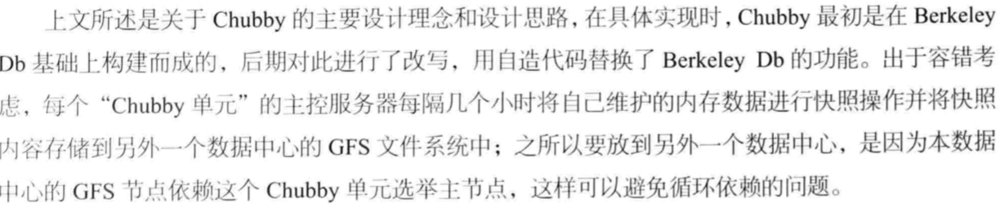 上文所述是关于 Chubby 的主要设计理念和设计思路，在具体实现时，Chubby 最初是在 Berkeley
Db 基础上构建而成的，后期对此进行了改写，用自造代码替换了 Berkeley Db 的功能。出于容错考
虑，每个“Chubby 单元”的主控服务器每隔几个小时将自己维护的内存数据进行快照操作并将快照
内容存储到另外一个数据中心的 GFS 文件系统中；之所以要放到另外一个数据中心，是因为本数据
中心的 GFS 节点依赖这个 Chubby 单元选举主节点，这样可以避免循环依赖的问题。